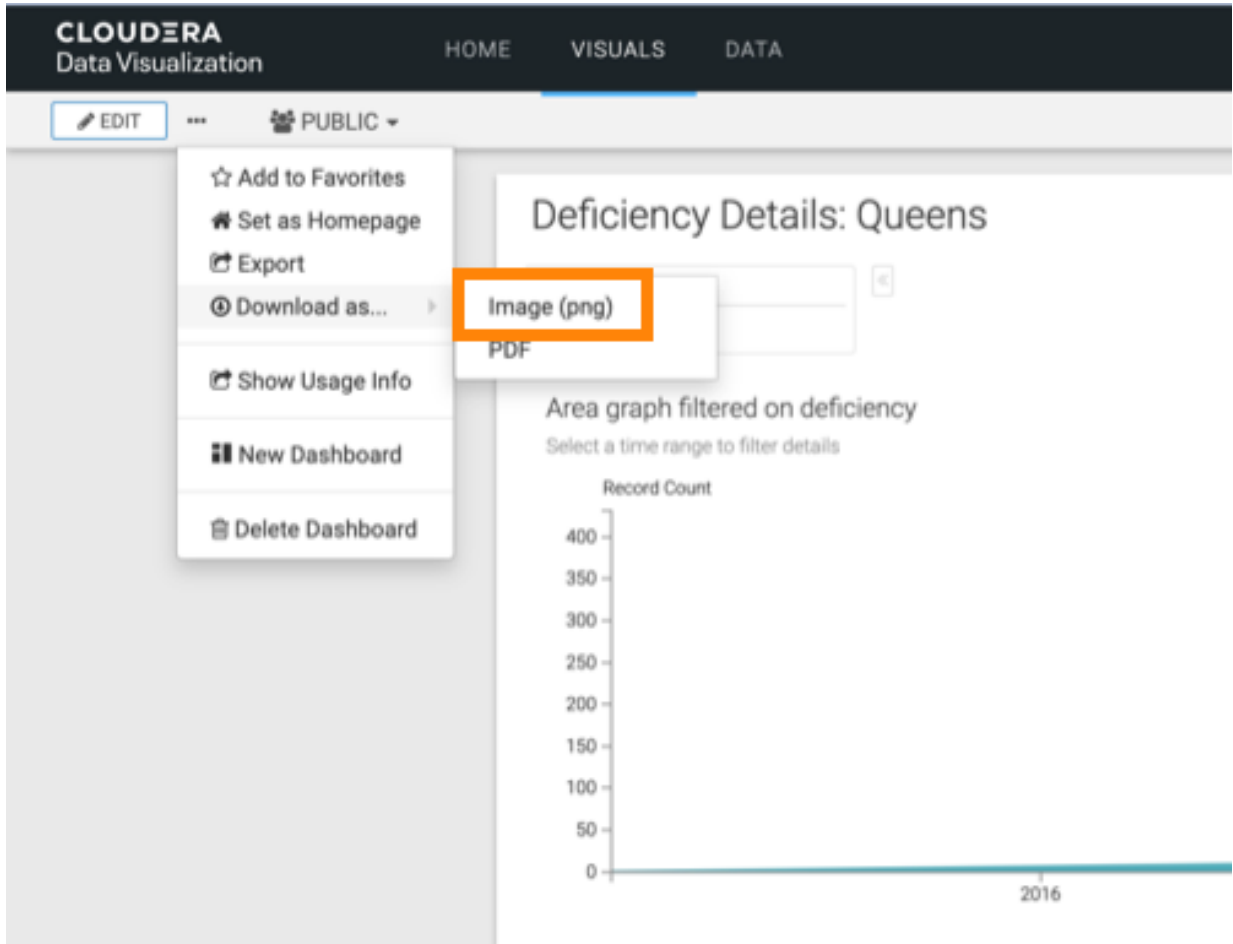 CLOUDERA
Data Visualization
HOME VISUALS DATA
EDIT ... PUBLIC
Add to Favorites
Set as Homepage
Export
Download as...
Show Usage Info
New Dashboard
Delete Dashboard
Image (png)
PDF
Deficiency Details: Queens
Area graph filtered on deficiency
Select a time range to filter details
Record Count
400
350
300
250
200
150
100
50
0
2016